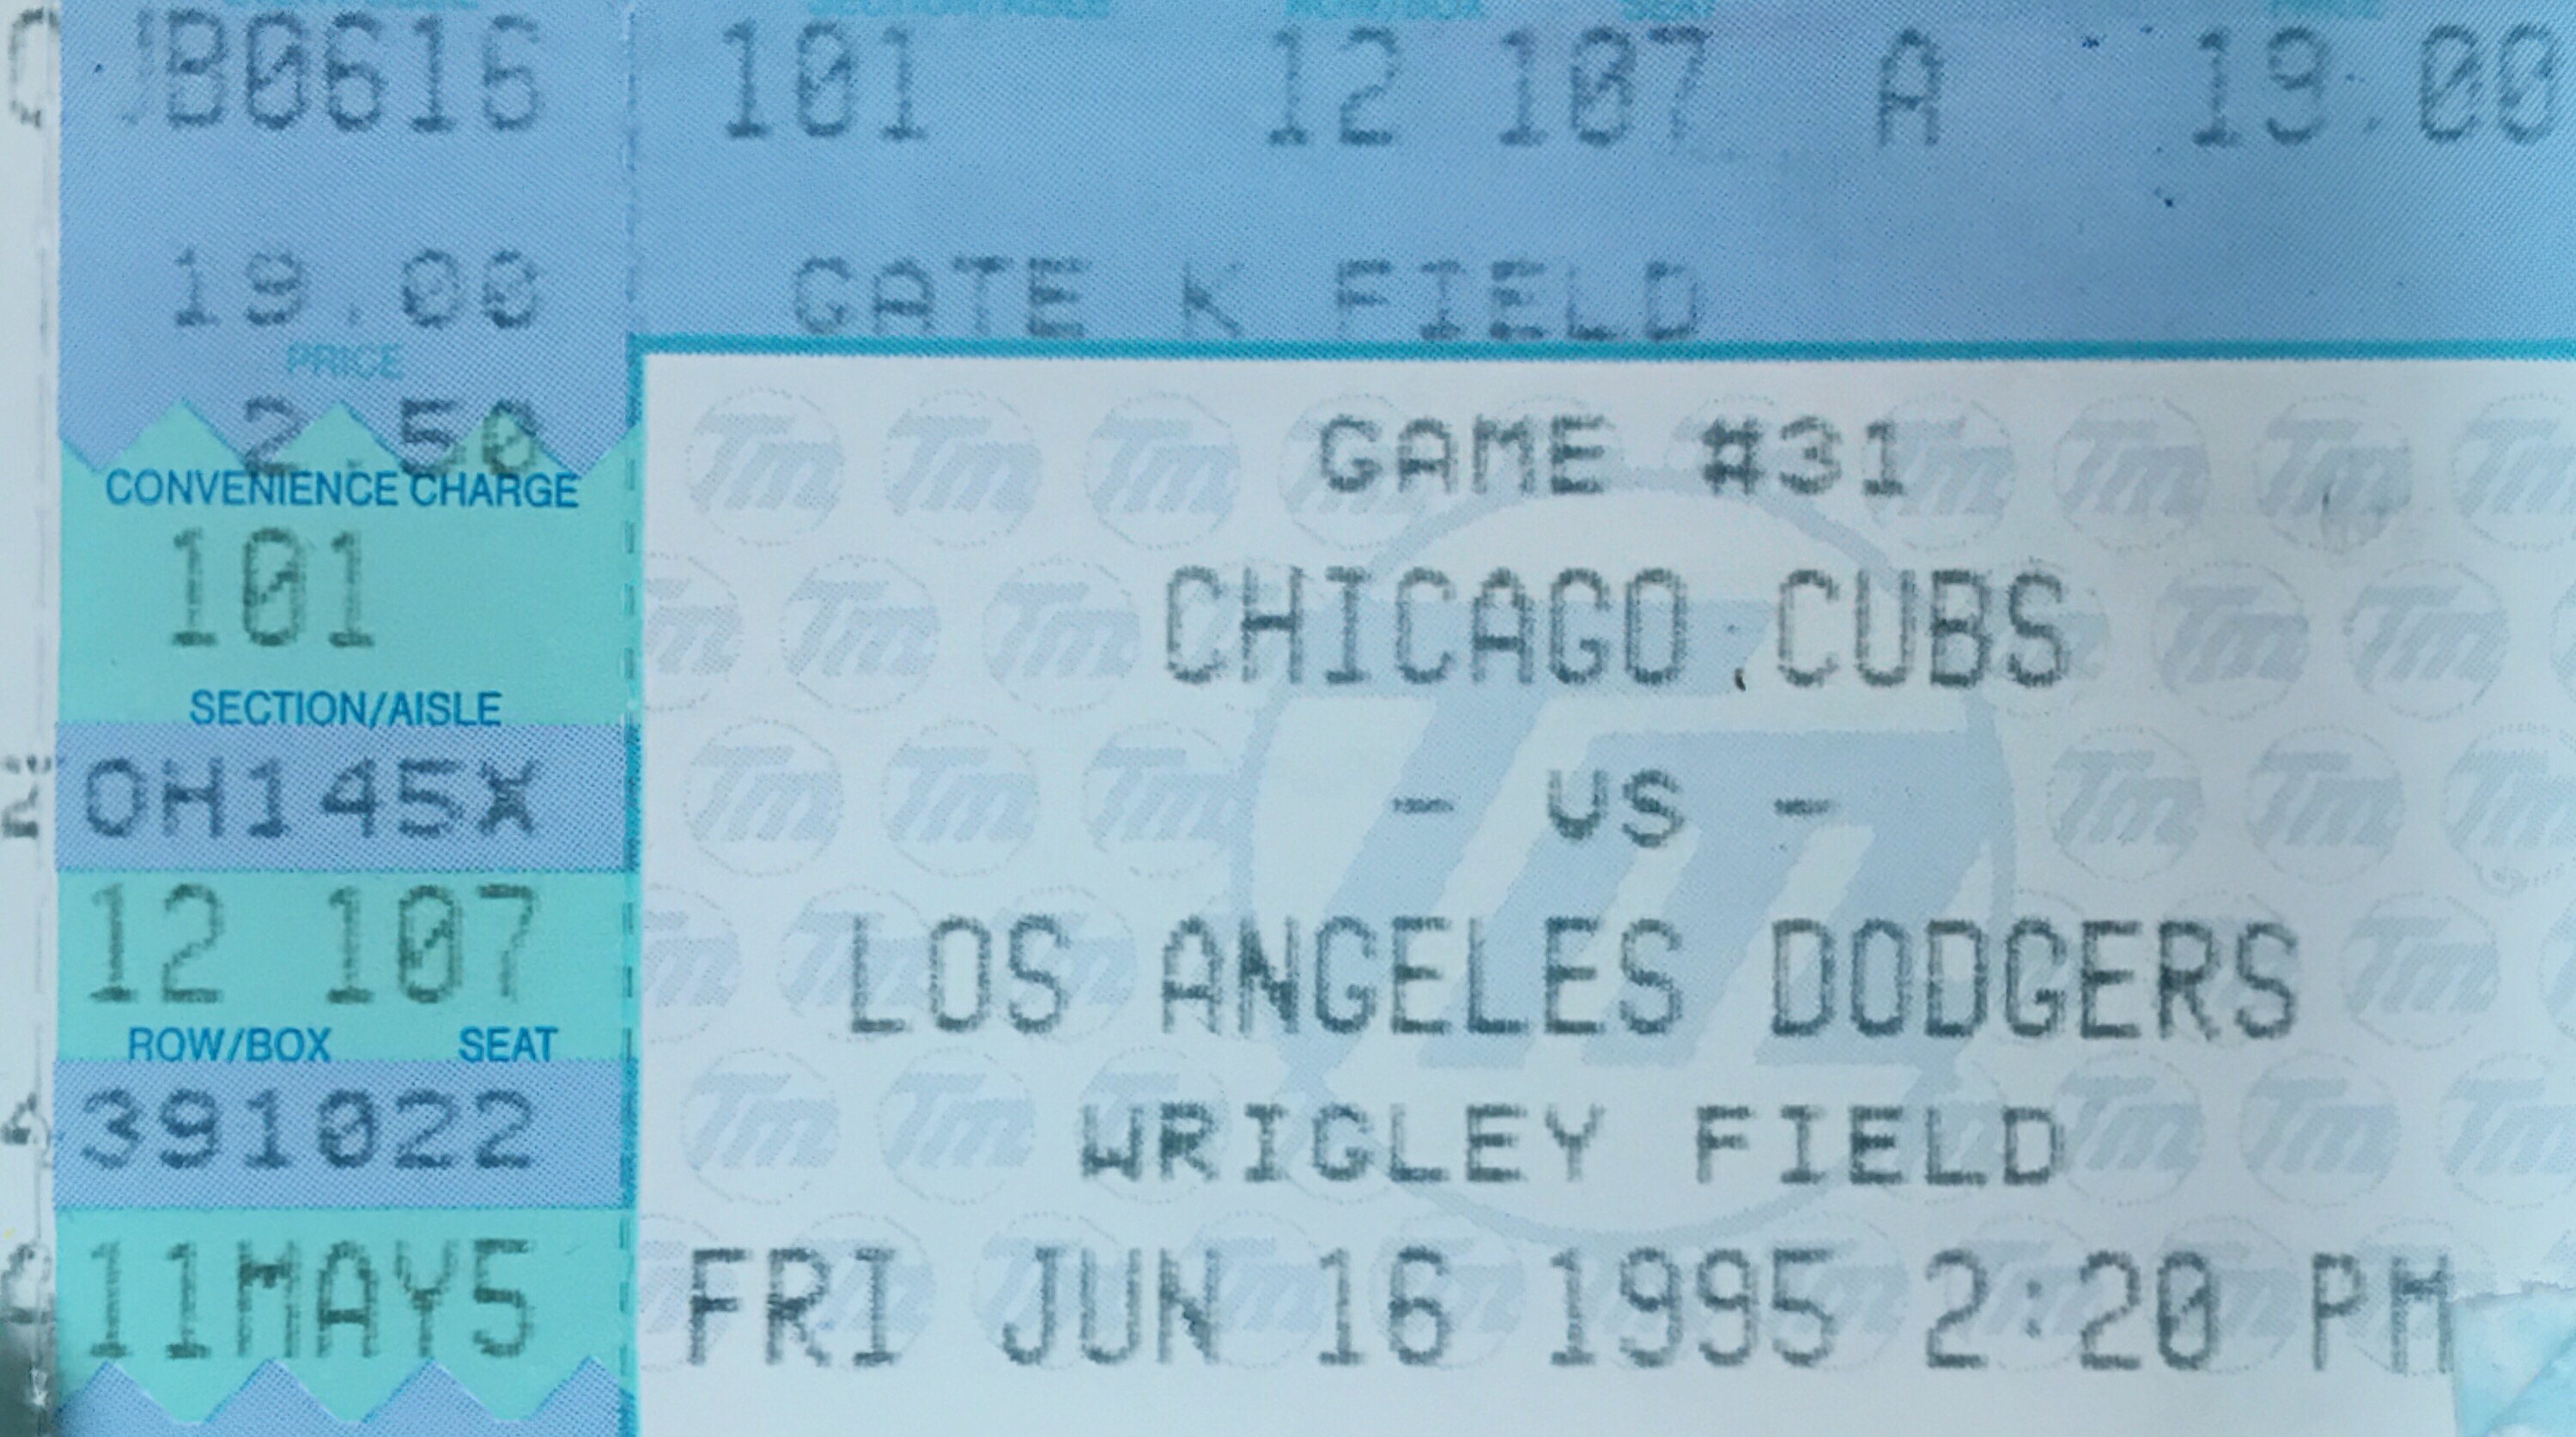 JB0616 101 12 107 A 19.00
19.00
GATE K FIELD
PRICE
2.50
CONVENIENCE CHARGE
GAME #31
101
CHICAGO CUBS
SECTION/AISLE
OH145X
- VS -
12 107
LOS ANGELES DODGERS
ROW/BOX SEAT
391022
WRIGLEY FIELD
11MAY5
FRI JUN 16 1995 2:20 PM